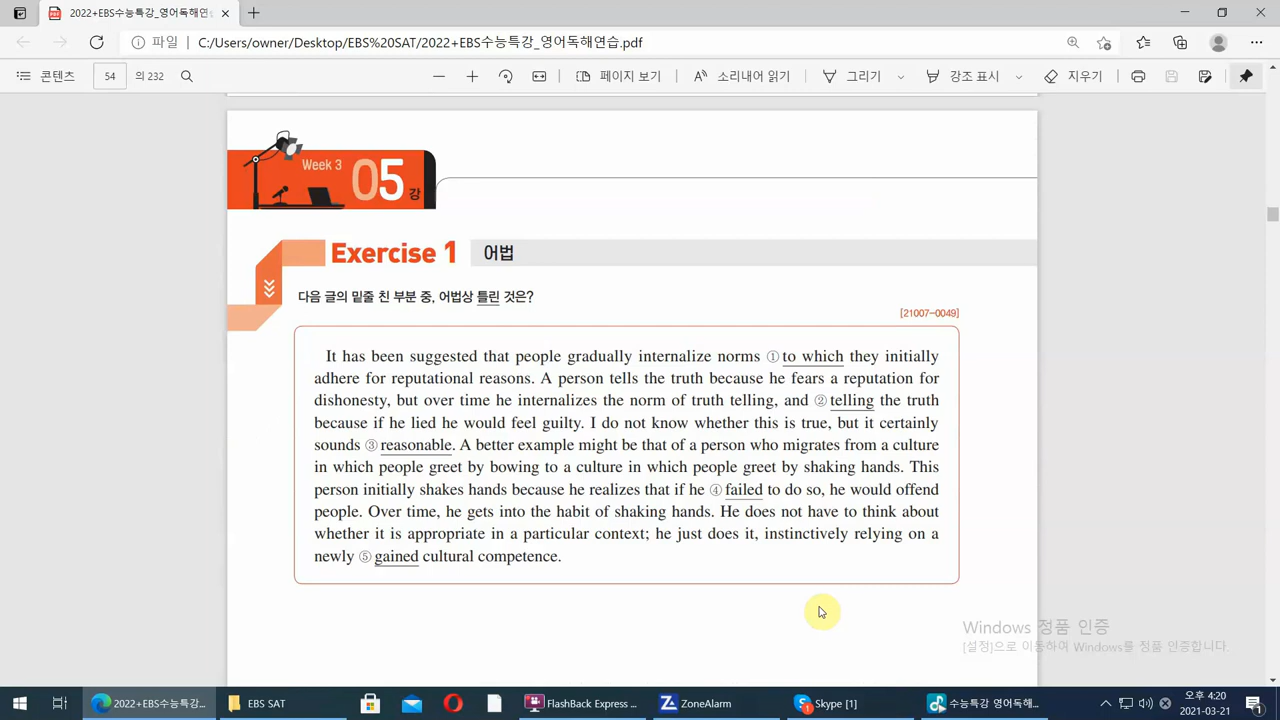 2022+EBS수능특강_영어독해연습
파일 C:/Users/owner/Desktop/EBS%20SAT/2022+EBS수능특강_영어독해연습.pdf
콘텐츠 54 의 232 페이지 보기 소리내어 읽기 그리기 강조 표시 지우기
Week 3
05강
Exercise 1 어법
다음 글의 밑줄 친 부분 중, 어법상 틀린 것은?
[21007-0049]
It has been suggested that people gradually internalize norms ① to which they initially
adhere for reputational reasons. A person tells the truth because he fears a reputation for
dishonesty, but over time he internalizes the norm of truth telling, and ② telling the truth
because if he lied he would feel guilty. I do not know whether this is true, but it certainly
sounds ③ reasonable. A better example might be that of a person who migrates from a culture
in which people greet by bowing to a culture in which people greet by shaking hands. This
person initially shakes hands because he realizes that if he ④ failed to do so, he would offend
people. Over time, he gets into the habit of shaking hands. He does not have to think about
whether it is appropriate in a particular context; he just does it, instinctively relying on a
newly ⑤ gained cultural competence.
Windows 정품 인증
[설정]으로 이동하여 Windows를 정품 인증합니다.
2022+EBS수능특강... EBS SAT FlashBack Express ... ZoneAlarm Skype [1] 수능특강 영어독해... 오후 4:20
2021-03-21